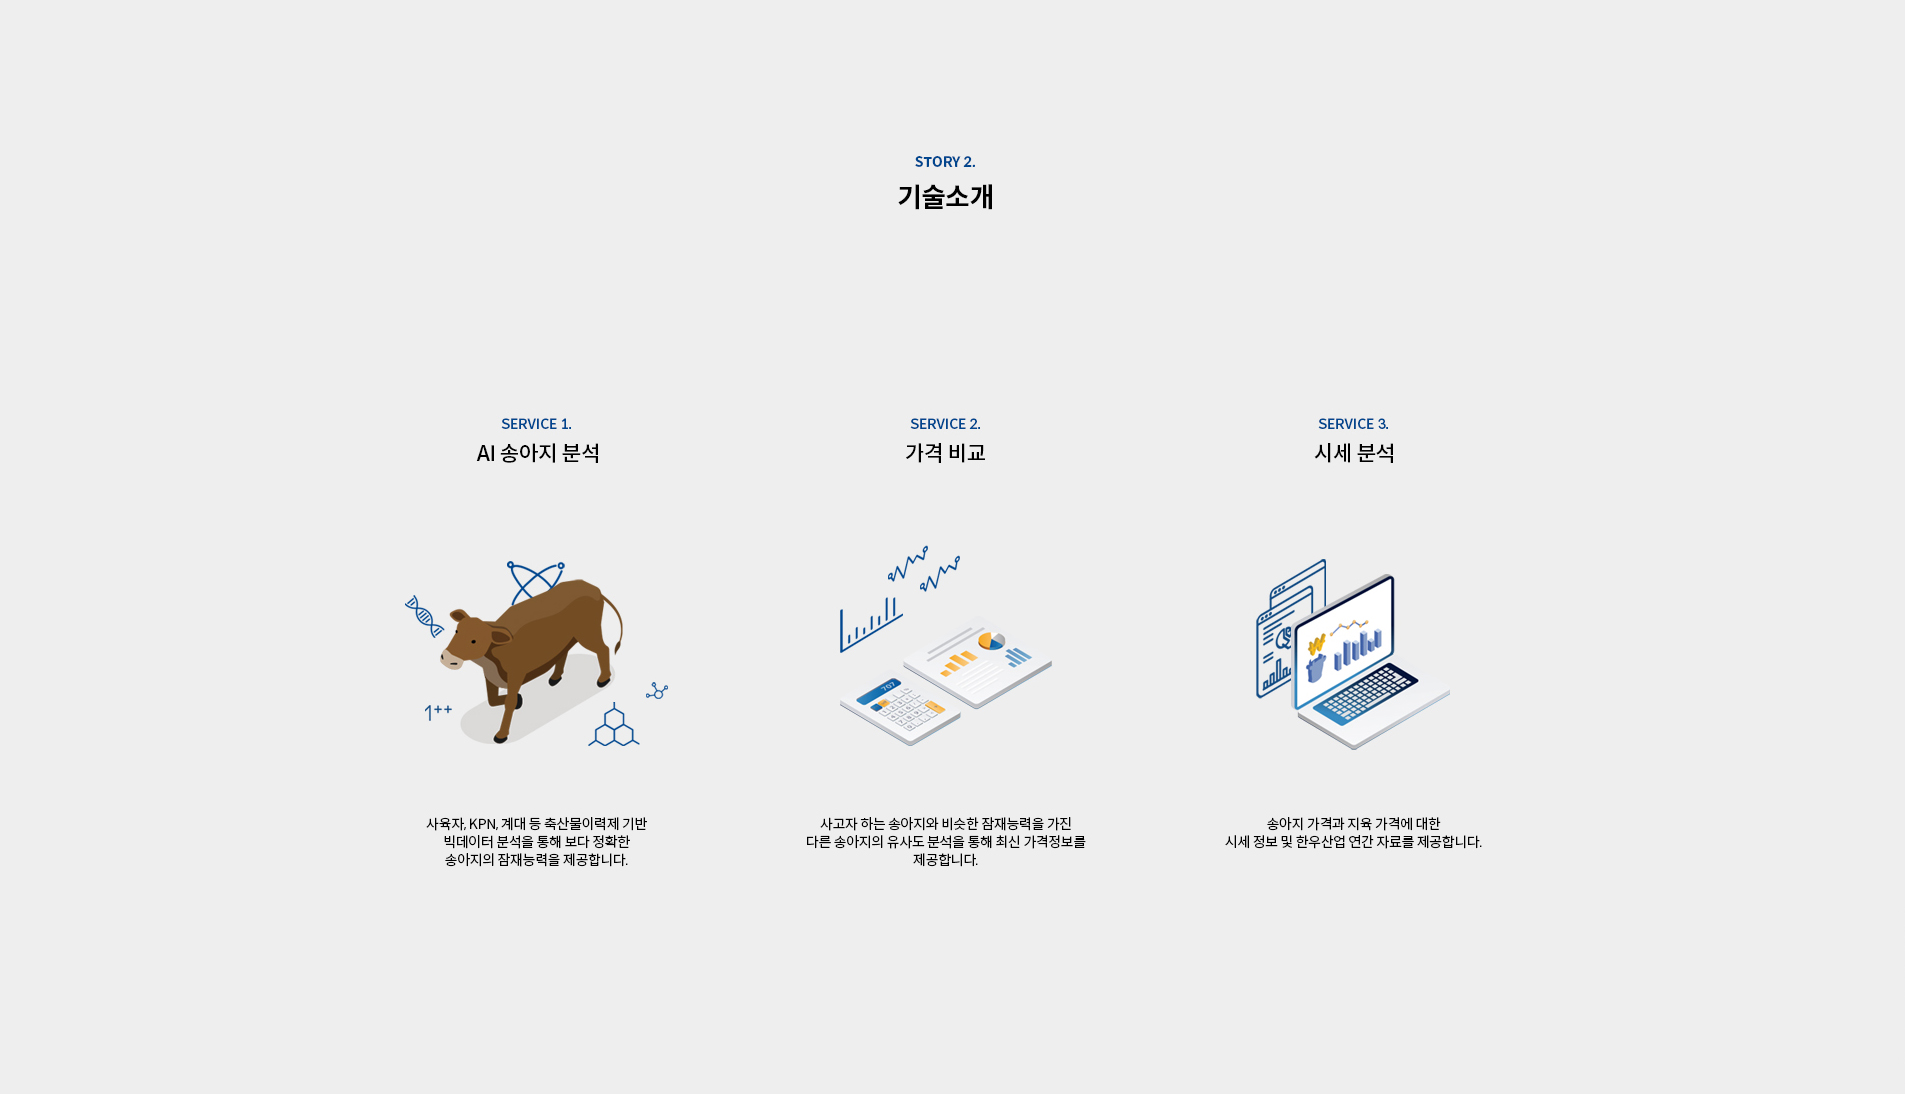 STORY 2.
기술소개
SERVICE 1.
AI 송아지 분석
1++
사육자, KPN, 계대 등 축산물이력제 기반
빅데이터 분석을 통해 보다 정확한
송아지의 잠재능력을 제공합니다.
SERVICE 2.
가격 비교
707
사고자 하는 송아지와 비슷한 잠재능력을 가진
다른 송아지의 유사도 분석을 통해 최신 가격정보를
제공합니다.
SERVICE 3.
시세 분석
₩
송아지 가격과 지육 가격에 대한
시세 정보 및 한우산업 연간 자료를 제공합니다.